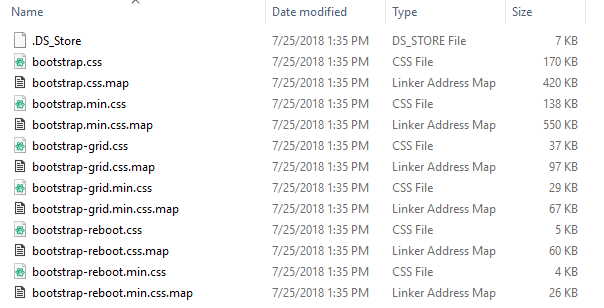 Name Date modified Type Size
.DS_Store 7/25/2018 1:35 PM DS_STORE File 7 KB
bootstrap.css 7/25/2018 1:35 PM CSS File 170 KB
bootstrap.css.map 7/25/2018 1:35 PM Linker Address Map 420 KB
bootstrap.min.css 7/25/2018 1:35 PM CSS File 138 KB
bootstrap.min.css.map 7/25/2018 1:35 PM Linker Address Map 550 KB
bootstrap-grid.css 7/25/2018 1:35 PM CSS File 37 KB
bootstrap-grid.css.map 7/25/2018 1:35 PM Linker Address Map 97 KB
bootstrap-grid.min.css 7/25/2018 1:35 PM CSS File 29 KB
bootstrap-grid.min.css.map 7/25/2018 1:35 PM Linker Address Map 67 KB
bootstrap-reboot.css 7/25/2018 1:35 PM CSS File 5 KB
bootstrap-reboot.css.map 7/25/2018 1:35 PM Linker Address Map 60 KB
bootstrap-reboot.min.css 7/25/2018 1:35 PM CSS File 4 KB
bootstrap-reboot.min.css.map 7/25/2018 1:35 PM Linker Address Map 26 KB